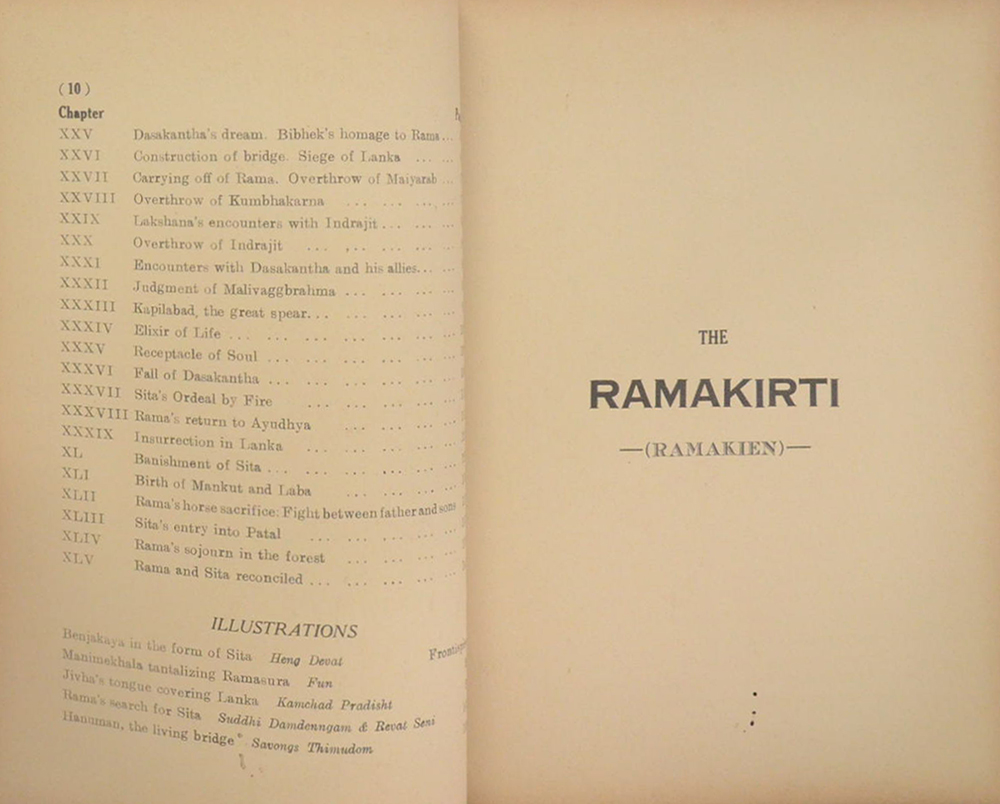 (10)
Chapter
XXV Dasakantha's dream. Bibhek's homage to Rama...
XXVI Construction of bridge. Siege of Lanka ... ...
XXVII Carrying off of Rama. Overthrow of Maiyarab ...
XXVIII Overthrow of Kumbhakarna ... ... ... ...
XXIX Lakshana's encounters with Indrajit ... ... ...
XXX Overthrow of Indrajit ... ... ... ... ...
XXXI Encounters with Dasakantha and his allies... ...
XXXII Judgment of Malivaggbrahma ... ... ... ...
XXXIII Kapilabad, the great spear... ... ... ... ...
XXXIV Elixir of Life ... ... ... ... ... ... ...
XXXV Receptacle of Soul ... ... ... ... ... ...
XXXVI Fall of Dasakantha ... ... ... ... ... ...
XXXVII Sita's Ordeal by Fire ... ... ... ... ...
XXXVIII Rama's return to Ayudhya ... ... ... ...
XXXIX Insurrection in Lanka ... ... ... ... ...
XL Banishment of Sita ... ... ... ... ... ...
XLI Birth of Mankut and Laba ... ... ... ...
XLII Rama's horse sacrifice: Fight between father and sons
XLIII Sita's entry into Patal ... ... ... ... ...
XLIV Rama's sojourn in the forest ... ... ... ...
XLV Rama and Sita reconciled ... ... ... ... ...
ILLUSTRATIONS
Benjakaya in the form of Sita Heng Devat
Manimekhala tantalizing Ramasura Fun
Jivha's tongue covering Lanka Kamchad Pradisht
Rama's search for Sita Suddhi Damdenngam & Revat Seni
Hanuman, the living bridge Savongs Thimudom
THE
RAMAKIRTI
—(RAMAKIEN)—